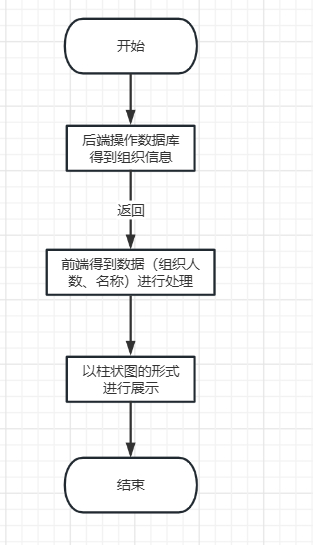 开始
后端操作数据库
得到组织信息
返回
前端得到数据（组织人
数、名称）进行处理
以柱状图的形式
进行展示
结束